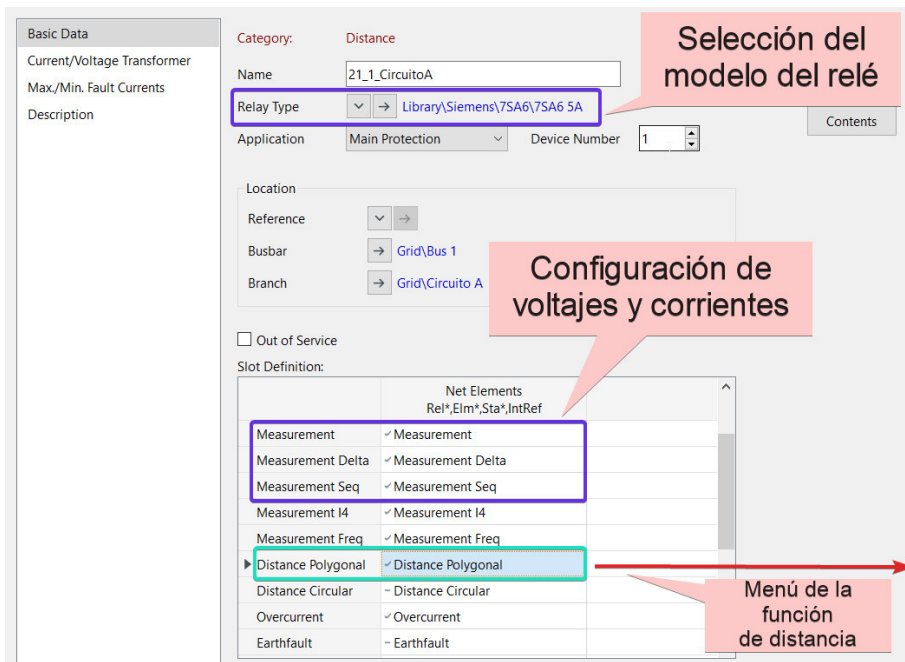 Basic Data
Current/Voltage Transformer
Max./Min. Fault Currents
Description
Category: Distance
Name 21_1_CircuitoA
Relay Type Library\Siemens\7SA6\7SA6 5A
Application Main Protection Device Number 1
Contents
Selección del
modelo del relé
Location
Reference
Busbar Grid\Bus 1
Branch Grid\Circuito A
Configuración de
voltajes y corrientes
Out of Service
Slot Definition:
Net Elements
Rel*,Elm*,Sta*,IntRef
Measurement Measurement
Measurement Delta Measurement Delta
Measurement Seq Measurement Seq
Measurement I4 Measurement I4
Measurement Freq Measurement Freq
Distance Polygonal Distance Polygonal
Distance Circular Distance Circular
Overcurrent Overcurrent
Earthfault Earthfault
Menú de la
función
de distancia